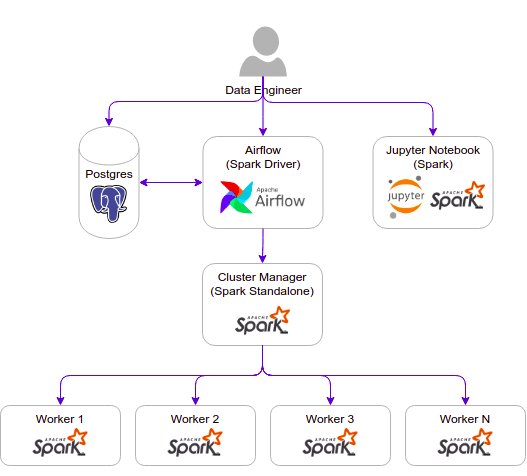 Data Engineer
Postgres
Airflow
(Spark Driver)
Apache
Airflow
Jupyter Notebook
(Spark)
jupyter
APACHE
Spark
Cluster Manager
(Spark Standalone)
APACHE
Spark
Worker 1
APACHE
Spark
Worker 2
APACHE
Spark
Worker 3
APACHE
Spark
Worker N
APACHE
Spark